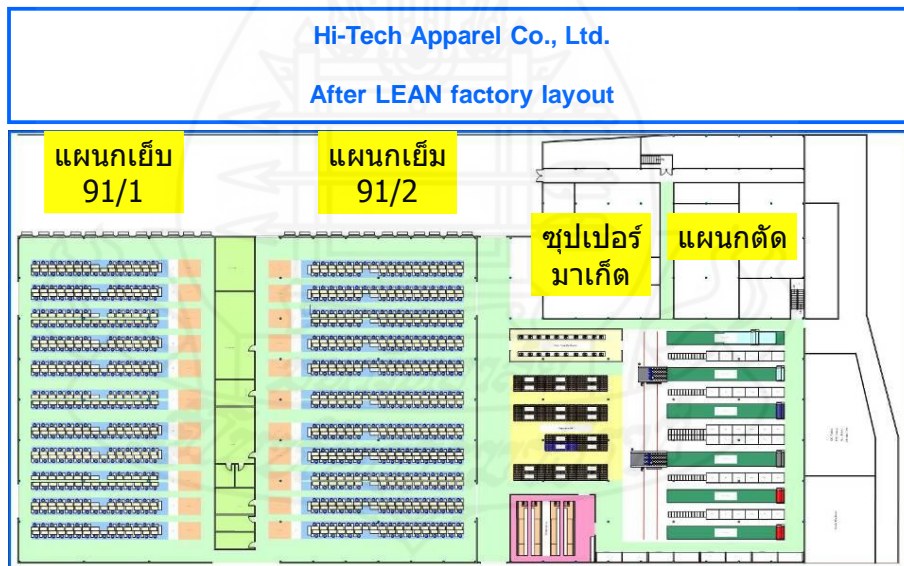 Hi-Tech Apparel Co., Ltd.
After LEAN factory layout
แผนกเย็บ
91/1
แผนกเย็ม
91/2
ซุปเปอร์
มาเก็ต
แผนกตัด